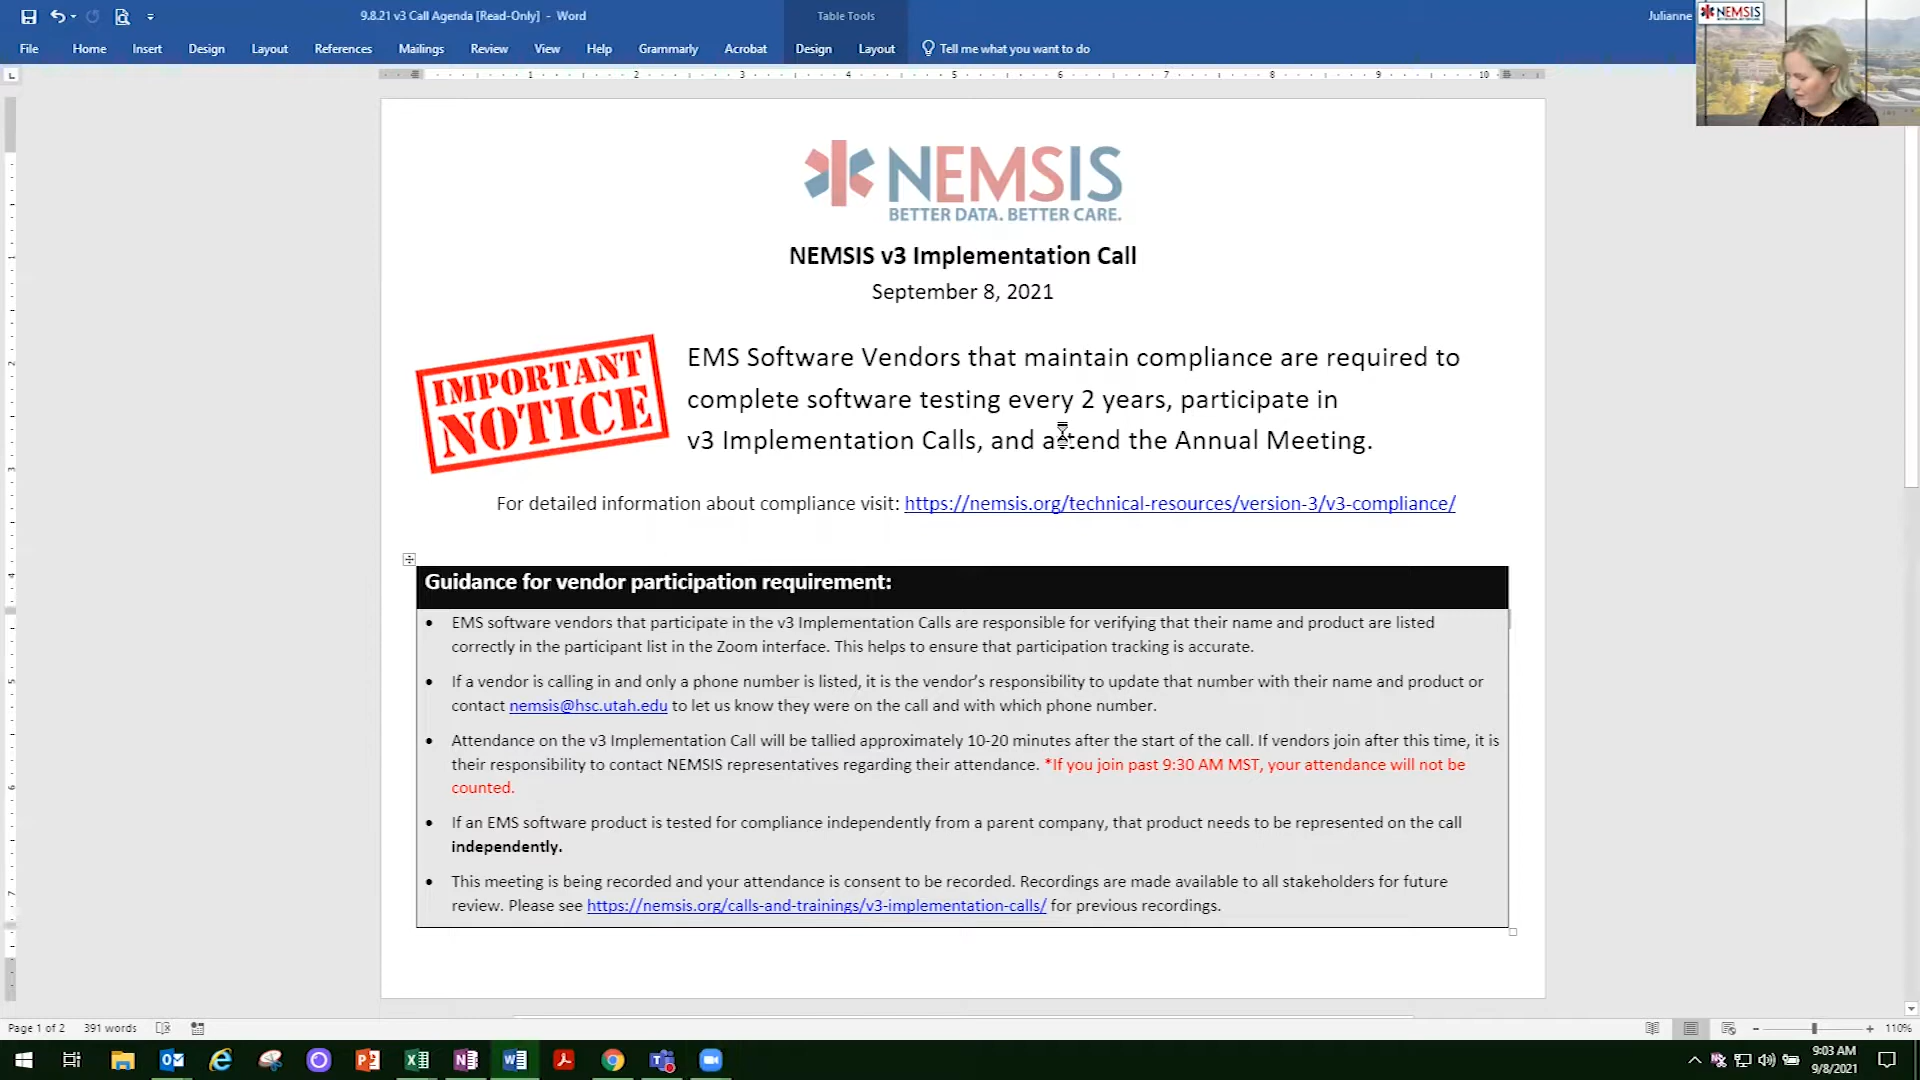 9.8.21 v3 Call Agenda [Read-Only] - Word
Table Tools
Julianne
NEMSIS
File Home Insert Design Layout References Mailings Review View Help Grammarly Acrobat Design Layout Tell me what you want to do
1 2 3 4 5 6 7 8 9 10
NEMSIS
BETTER DATA. BETTER CARE.
NEMSIS v3 Implementation Call
September 8, 2021
IMPORTANT
NOTICE
EMS Software Vendors that maintain compliance are required to
complete software testing every 2 years, participate in
v3 Implementation Calls, and attend the Annual Meeting.
For detailed information about compliance visit: https://nemsis.org/technical-resources/version-3/v3-compliance/
Guidance for vendor participation requirement:
• EMS software vendors that participate in the v3 Implementation Calls are responsible for verifying that their name and product are listed
correctly in the participant list in the Zoom interface. This helps to ensure that participation tracking is accurate.
• If a vendor is calling in and only a phone number is listed, it is the vendor's responsibility to update that number with their name and product or
contact nemsis@hsc.utah.edu to let us know they were on the call and with which phone number.
• Attendance on the v3 Implementation Call will be tallied approximately 10-20 minutes after the start of the call. If vendors join after this time, it is
their responsibility to contact NEMSIS representatives regarding their attendance. *If you join past 9:30 AM MST, your attendance will not be
counted.
• If an EMS software product is tested for compliance independently from a parent company, that product needs to be represented on the call
independently.
• This meeting is being recorded and your attendance is consent to be recorded. Recordings are made available to all stakeholders for future
review. Please see https://nemsis.org/calls-and-trainings/v3-implementation-calls/ for previous recordings.
Page 1 of 2 391 words
110%
9:03 AM
9/8/2021